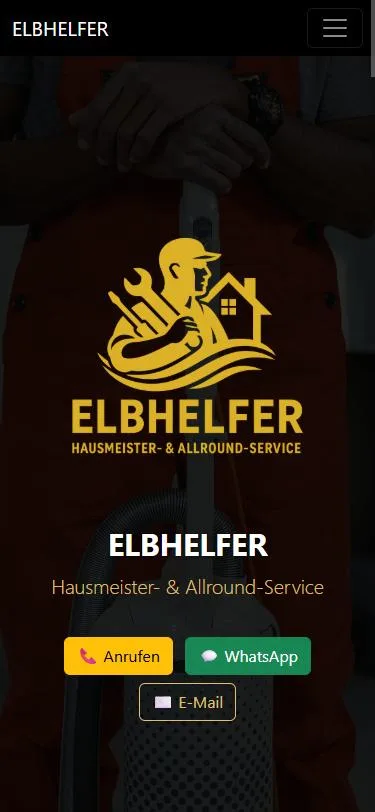 ELBHELFER
ELBHELFER
HAUSMEISTER- & ALLROUND-SERVICE
ELBHELFER
Hausmeister- & Allround-Service
Anrufen
WhatsApp
E-Mail